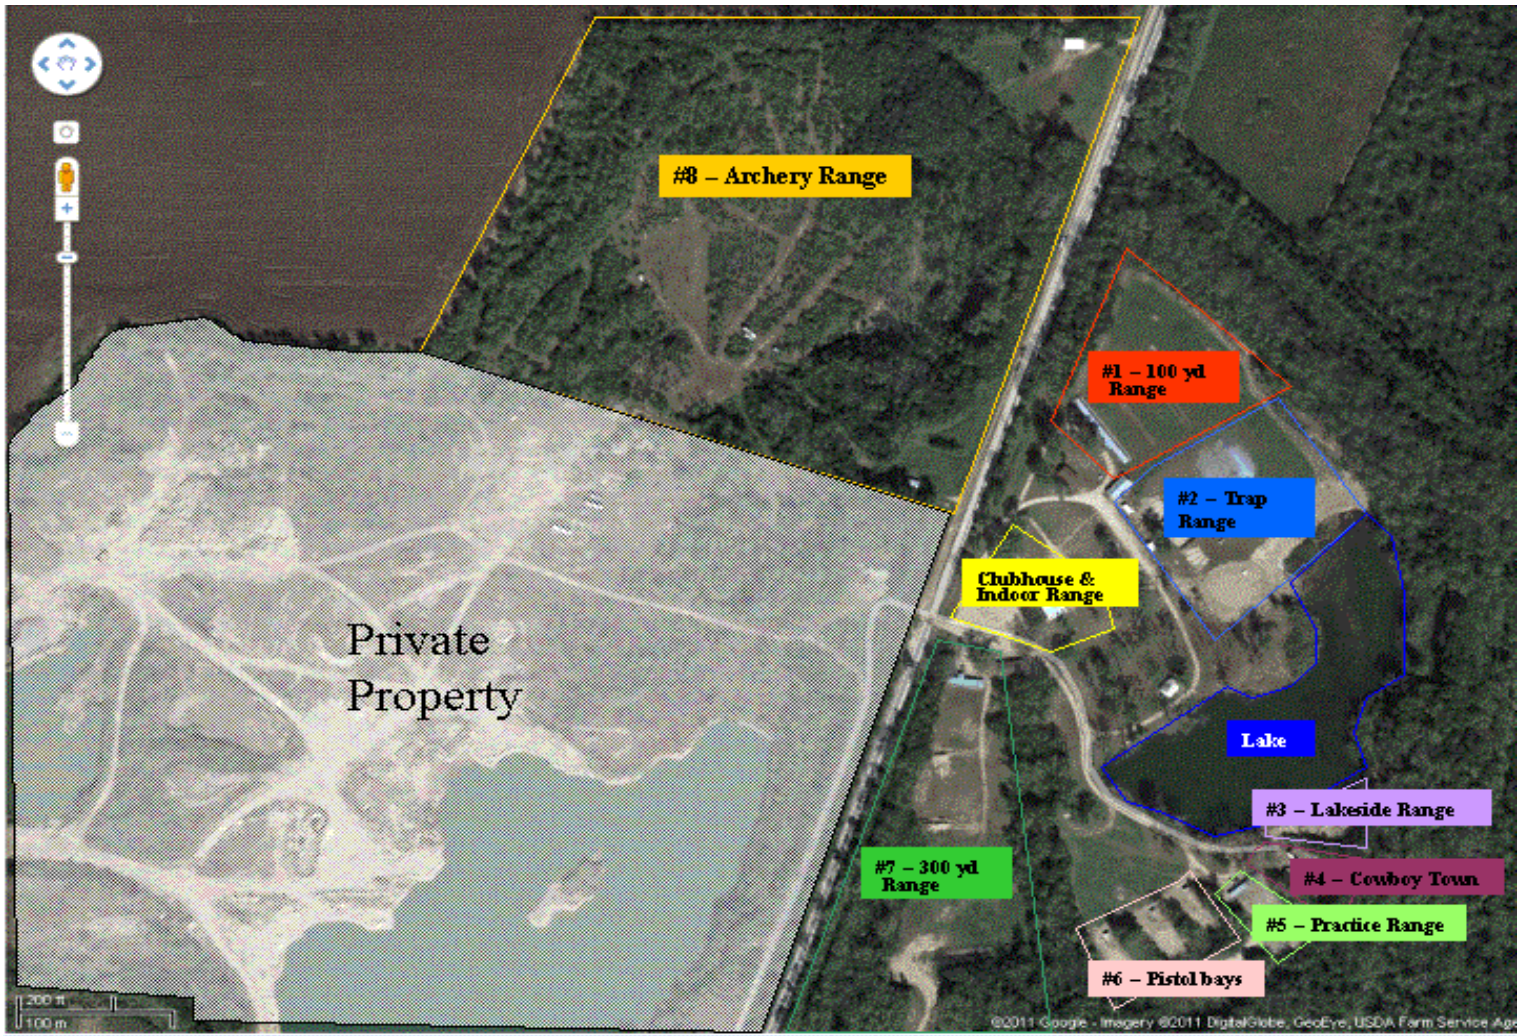 #8 – Archery Range
#1 – 100 yd
Range
#2 – Trap
Range
Clubhouse &
Indoor Range
Private
Property
Lake
#3 – Lakeside Range
#7 – 300 yd
Range
#4 – Cowboy Town
#5 – Practice Range
#6 – Pistol bays
200 ft
100 m
©2011 Google - Imagery ©2011 DigitalGlobe, GeoEye, USDA Farm Service Age